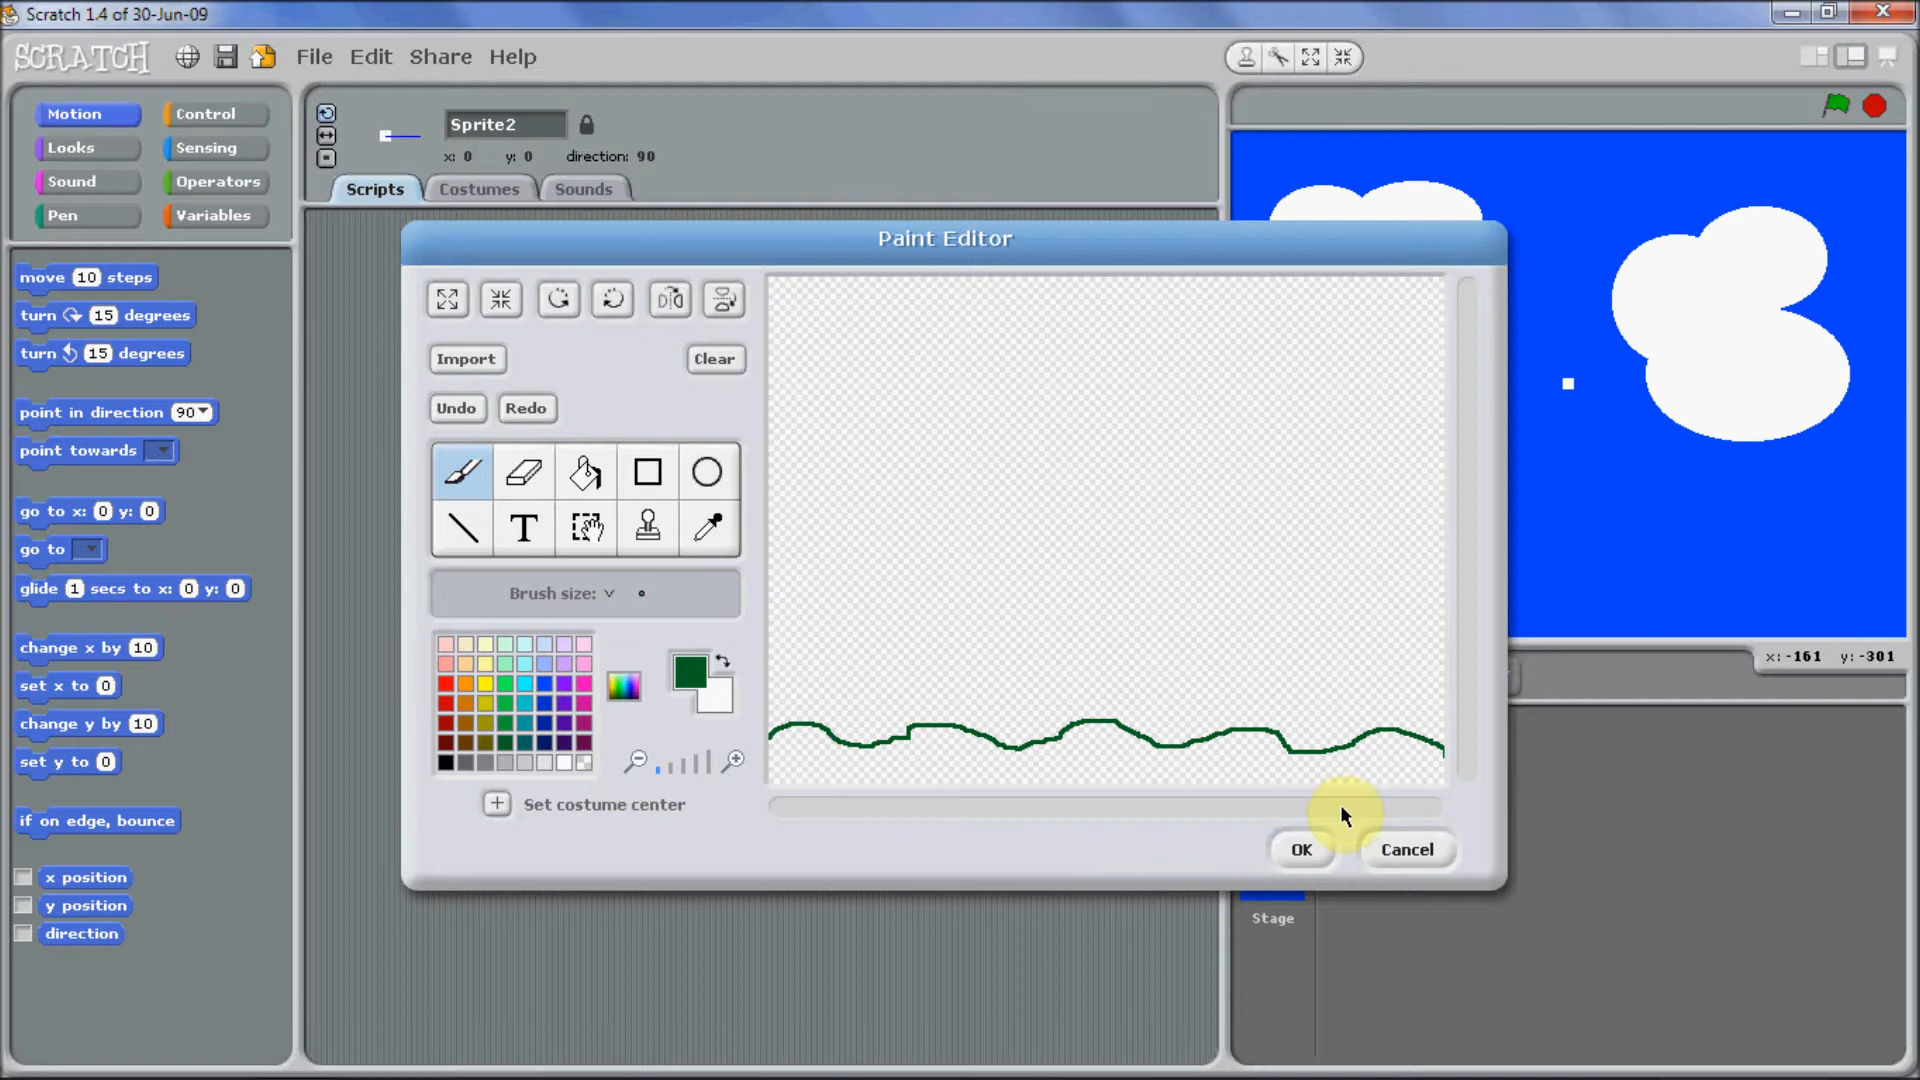 Scratch 1.4 of 30-Jun-09
SCRATCH File Edit Share Help
Motion Control
Looks Sensing
Sound Operators
Pen Variables
Sprite2
x: 0 y: 0 direction: 90
Scripts Costumes Sounds
move 10 steps
turn 15 degrees
turn 15 degrees
point in direction 90
point towards
go to x: 0 y: 0
go to
glide 1 secs to x: 0 y: 0
change x by 10
set x to 0
change y by 10
set y to 0
if on edge, bounce
x position
y position
direction
Paint Editor
Import Clear
Undo Redo
T
Brush size:
Set costume center
OK Cancel
x: -161 y: -301
Stage